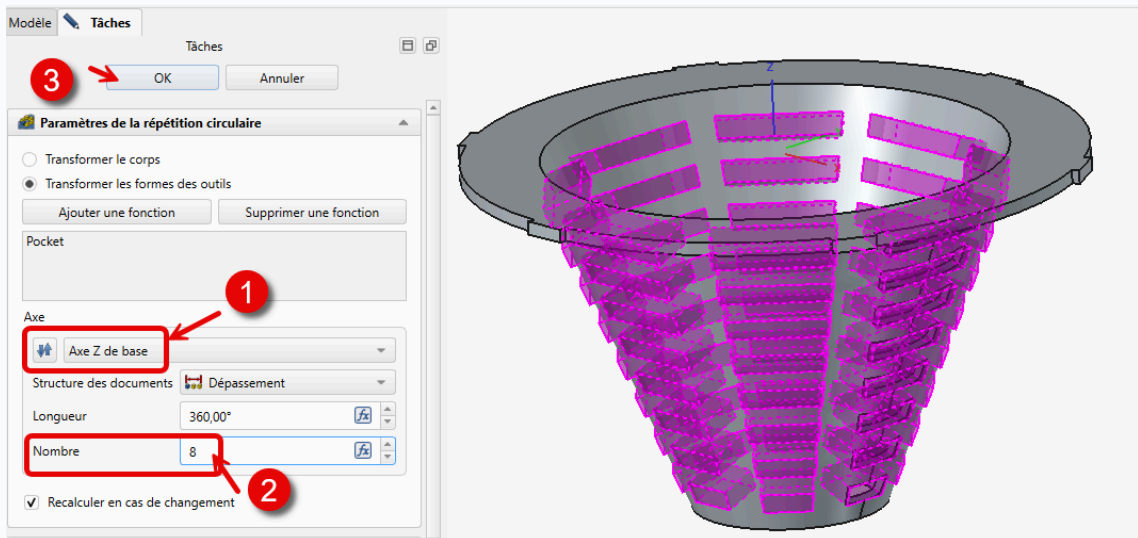 Modèle Tâches
Tâches
3 OK Annuler
Paramètres de la répétition circulaire
Transformer le corps
Transformer les formes des outils
Ajouter une fonction Supprimer une fonction
Pocket
1
Axe
Axe Z de base
Structure des documents Dépassement
Longueur 360,00°
Nombre 8
2
Recalculer en cas de changement
z
x